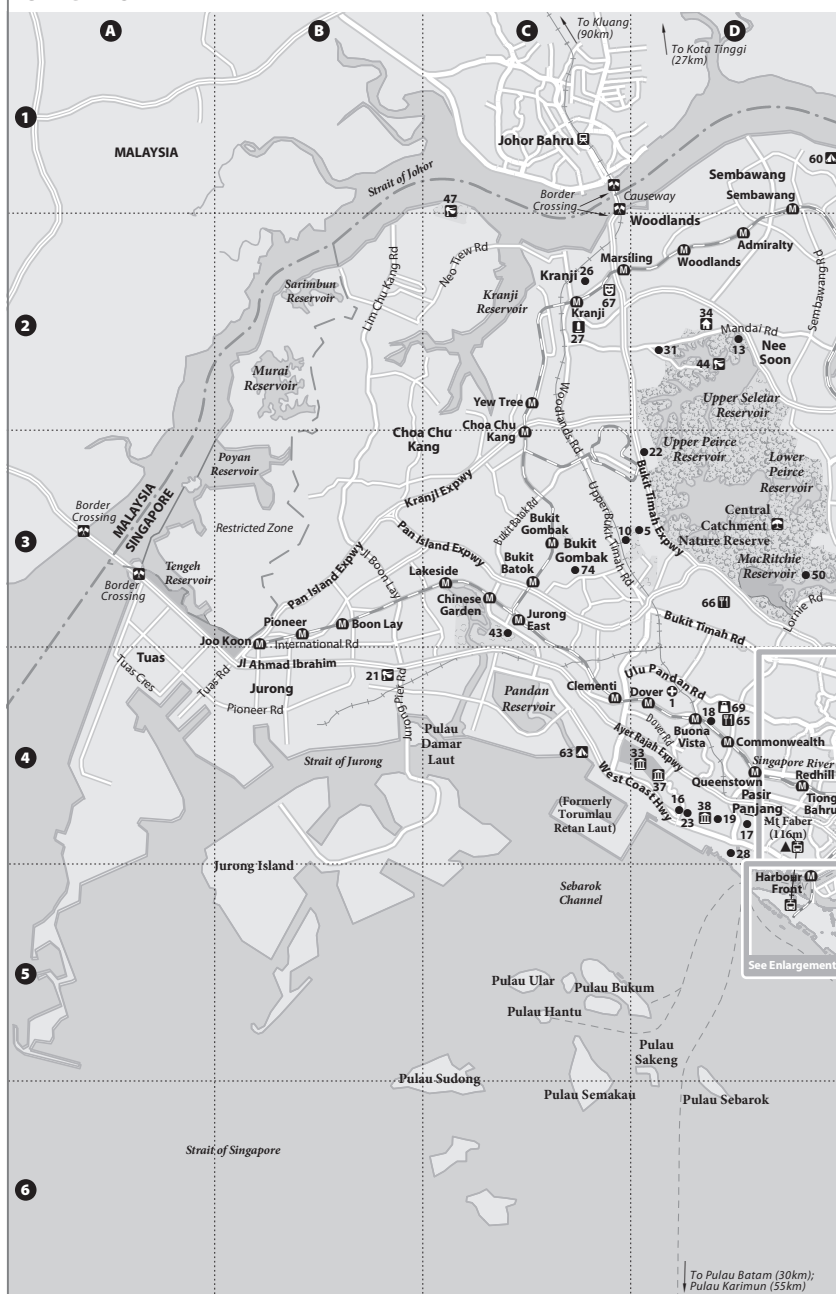 A
B
C
D
1
2
3
4
5
6
To Kluang
(90km)
To Kota Tinggi
(27km)
MALAYSIA
Johor Bahru
60
Strait of Johor
Border
Crossing
Causeway
Sembawang
Sembawang
47
Woodlands
Admiralty
Woodlands
Marsiling
Sembawang Rd
Lim Chu Kang Rd
Neo Tiew Rd
Sarimbun
Reservoir
Kranji
Reservoir
Kranji 26
67
Kranji
27
34
Mandai Rd
13
31
Nee
Soon
44
Murai
Reservoir
Upper Seletar
Reservoir
Yew Tree
Woodlands Rd
Choa Chu
Kang
Choa Chu
Kang
22
Upper Peirce
Reservoir
Lower
Peirce
Reservoir
Poyan
Reservoir
Kranji Expwy
Bukit Timah Expwy
Upper Bukit Timah Rd
MALAYSIA
SINGAPORE
Border
Crossing
Restricted Zone
Bukit Batok Rd
Bukit
Gombak
10
5
Central
Catchment
Nature Reserve
Pan Island Expwy
Pan Island Expwy
Jl Boon Lay
Bukit
Gombak
74
Bukit
Batok
Tengeh
Reservoir
Border
Crossing
Lakeside
MacRitchie
Reservoir
50
Chinese
Garden
66
Lornie Rd
Pioneer
Boon Lay
43
Jurong
East
Bukit Timah Rd
Joo Koon
International Rd
Tuas
Tuas Cres
Tuas Rd
Jl Ahmad Ibrahim
Jurong
21
Pioneer Rd
Jurong Pier Rd
Pandan
Reservoir
Clementi
Ulu Pandan Rd
Dover
1
69
18
65
Dover Rd
Buona
Vista
Commonwealth
Pulau
Damar
Laut
Ayer Rajah Expwy
Strait of Jurong
63
33
37
West Coast Hwy
Singapore River
Queenstown
Redhill
Pasir
Panjang
Tiong
Bahru
(Formerly
Torumlau
Retan Laut)
16
23
38
19
17
Mt Faber
(116m)
28
Jurong Island
Sebarok
Channel
Harbour
Front
See Enlargement
Pulau Ular
Pulau Bukum
Pulau Hantu
Pulau
Sakeng
Pulau Sudong
Pulau Semakau
Pulau Sebarok
Strait of Singapore
To Pulau Batam (30km);
Pulau Karimun (55km)